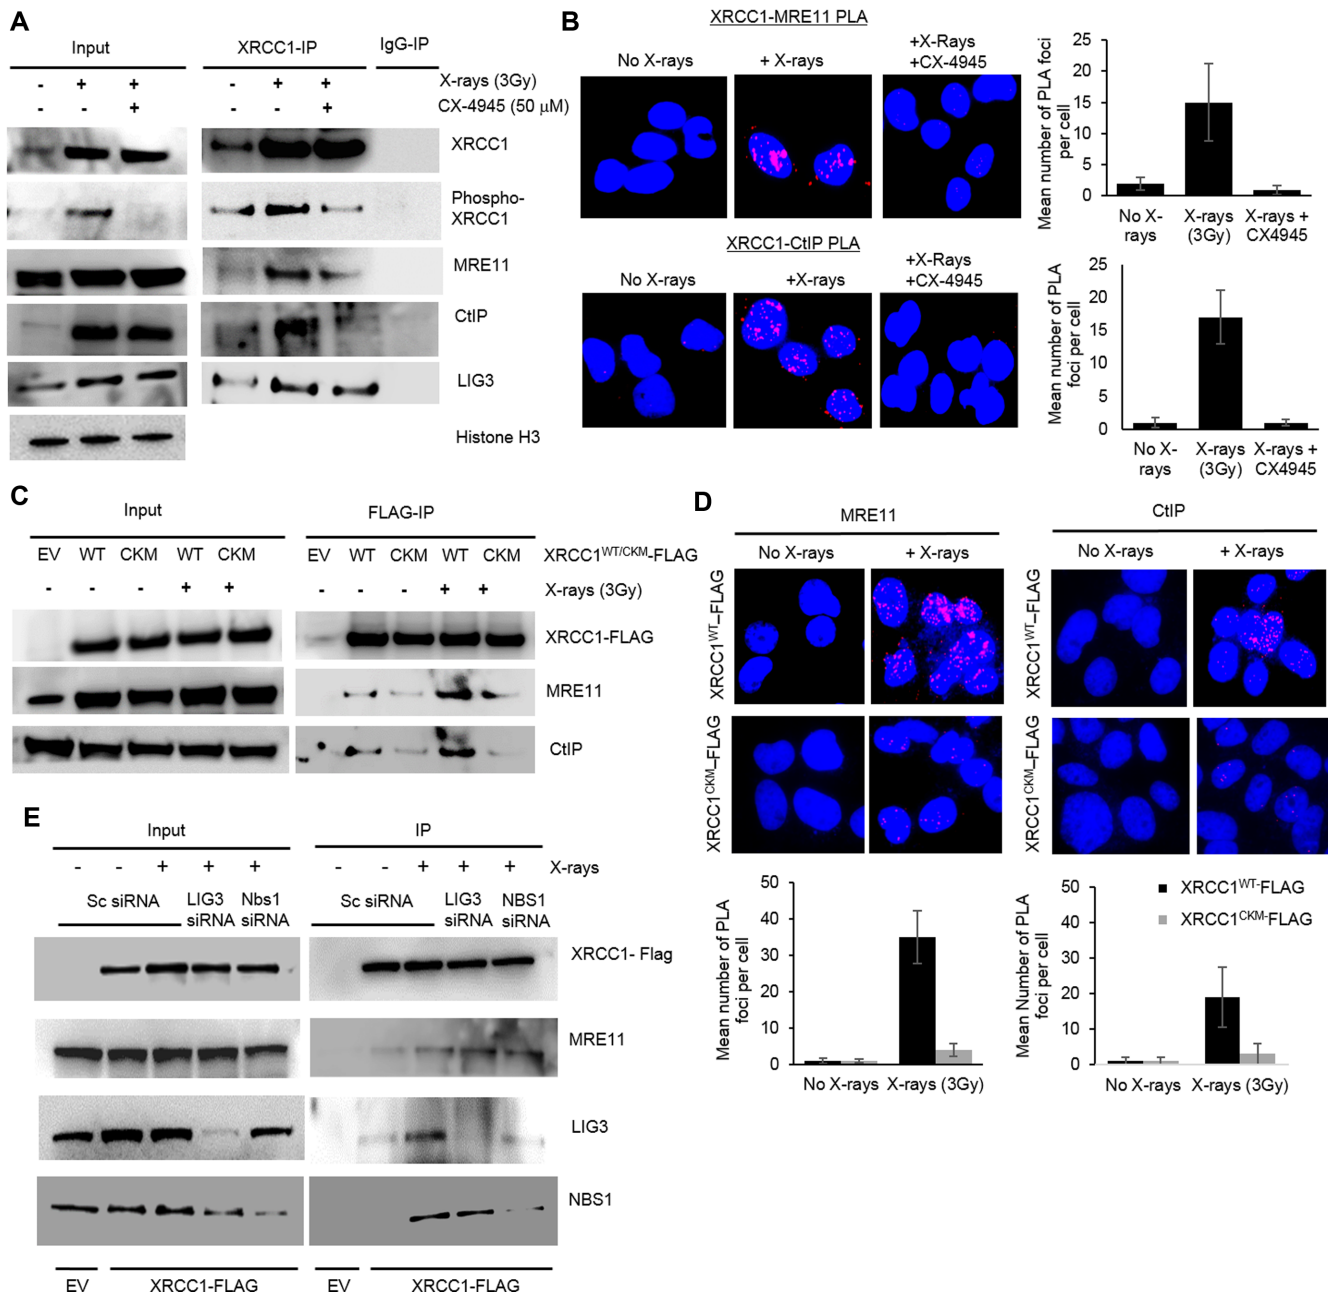 A
Input
XRCC1-IP
IgG-IP
- + + - + + X-rays (3Gy)
- - + - - + CX-4945 (50 µM)
XRCC1
Phospho-
XRCC1
MRE11
CtIP
LIG3
Histone H3
B
XRCC1-MRE11 PLA
No X-rays
+ X-rays
+X-Rays
+CX-4945
Mean number of PLA foci
per cell
25
20
15
10
5
0
No X-
rays
X-rays
(3Gy)
X-rays +
CX4945
XRCC1-CtIP PLA
No X-rays
+X-rays
+X-Rays
+CX-4945
Mean number of PLA
foci per cell
25
20
15
10
5
0
No X-
rays
X-rays
(3Gy)
X-rays +
CX4945
C
Input
FLAG-IP
EV WT CKM WT CKM EV WT CKM WT CKM XRCC1WT/CKM-FLAG
- - - + + - - - + + X-rays (3Gy)
XRCC1-FLAG
MRE11
CtIP
D
MRE11
No X-rays
+ X-rays
XRCC1WT–FLAG
XRCC1CKM–FLAG
CtIP
No X-rays
+ X-rays
XRCC1WT–FLAG
XRCC1CKM–FLAG
Mean number of PLA
foci per cell
50
40
30
20
10
0
No X-rays
X-rays (3Gy)
Mean Number of PLA
foci per cell
50
40
30
20
10
0
No X-rays
X-rays (3Gy)
XRCC1WT-FLAG
XRCC1CKM-FLAG
E
Input
IP
- - + + + - - + + + X-rays
Sc siRNA
LIG3
siRNA
Nbs1
siRNA
Sc siRNA
LIG3
siRNA
NBS1
siRNA
XRCC1- Flag
MRE11
LIG3
NBS1
EV
XRCC1-FLAG
EV
XRCC1-FLAG